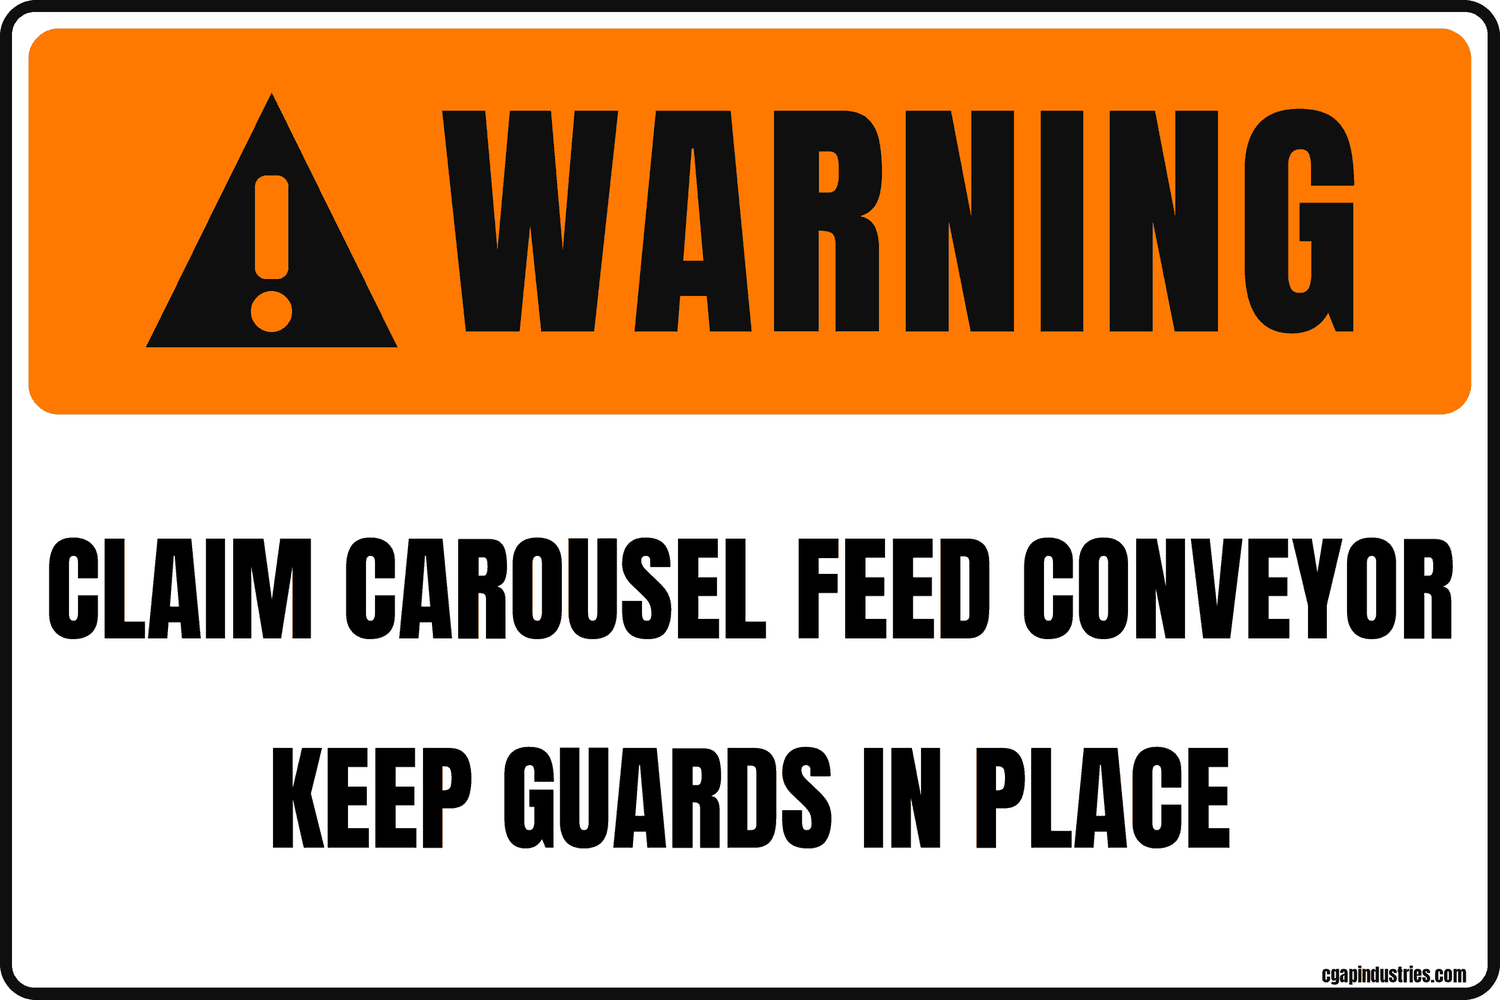 WARNING
CLAIM CAROUSEL FEED CONVEYOR
KEEP GUARDS IN PLACE
cgapindustries.com